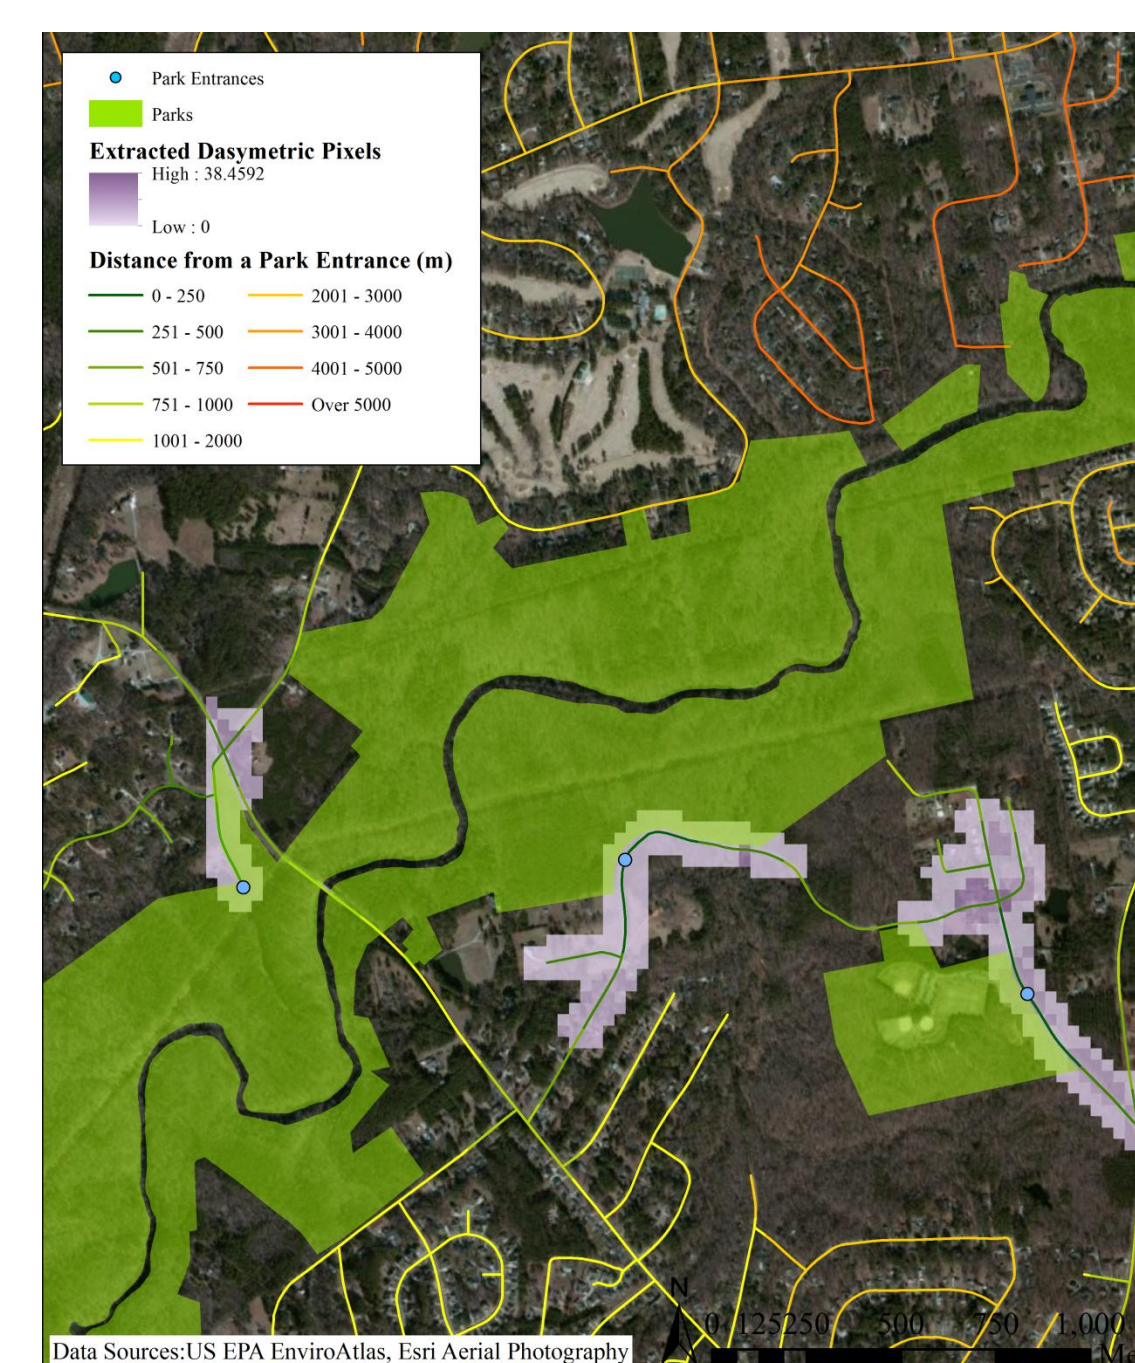 Park Entrances
Parks
Extracted Dasymetric Pixels
High : 38.4592
Low : 0
Distance from a Park Entrance (m)
0 - 250
2001 - 3000
251 - 500
3001 - 4000
501 - 750
4001 - 5000
751 - 1000
Over 5000
1001 - 2000
N
0 125250 500 750 1,000
Data Sources:US EPA EnviroAtlas, Esri Aerial Photography
Me